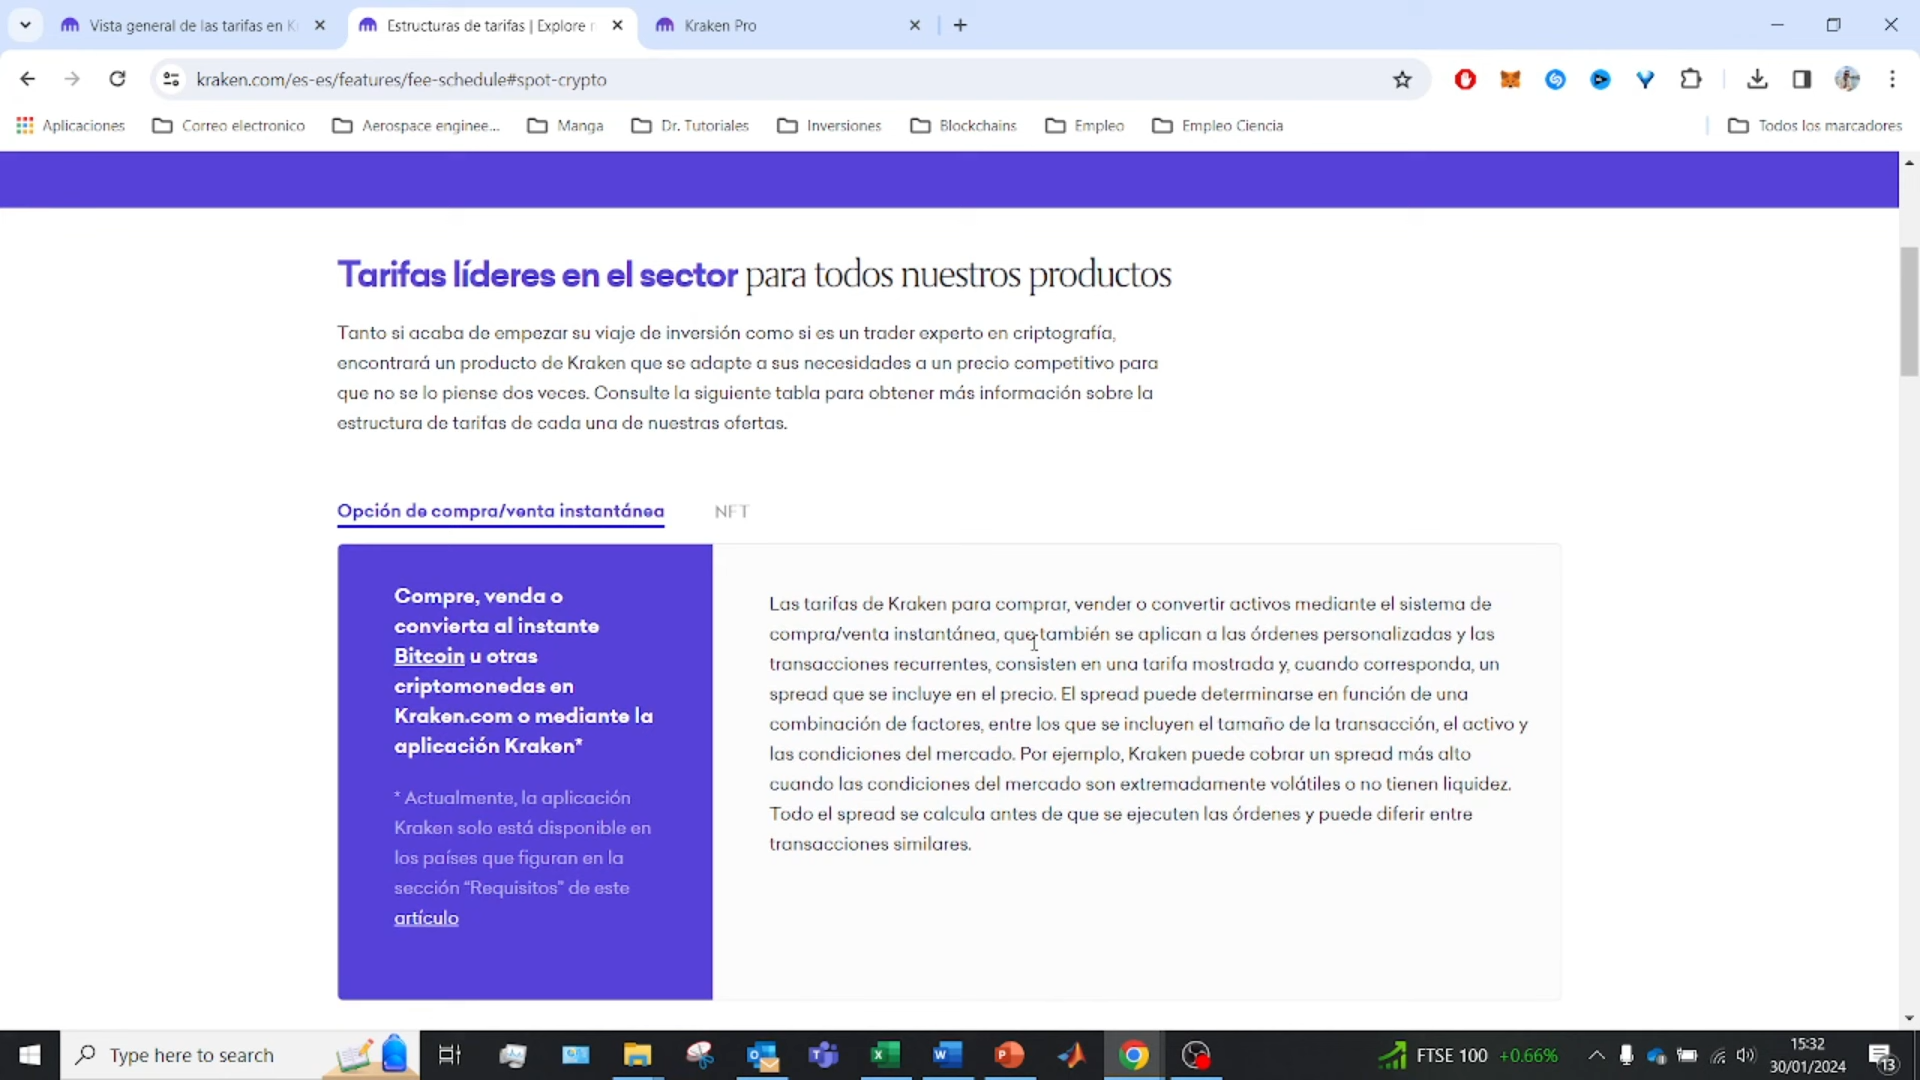 Vista general de las tarifas en K
Estructuras de tarifas | Explore n
Kraken Pro
kraken.com/es-es/features/fee-schedule#spot-crypto
Aplicaciones
Correo electronico
Aerospace enginee...
Manga
Dr. Tutoriales
Inversiones
Blockchains
Empleo
Empleo Ciencia
Todos los marcadores
Tarifas líderes en el sector para todos nuestros productos
Tanto si acaba de empezar su viaje de inversión como si es un trader experto en criptografía,
encontrará un producto de Kraken que se adapte a sus necesidades a un precio competitivo para
que no se lo piense dos veces. Consulte la siguiente tabla para obtener más información sobre la
estructura de tarifas de cada una de nuestras ofertas.
Opción de compra/venta instantánea
NFT
Compre, venda o
convierta al instante
Bitcoin u otras
criptomonedas en
Kraken.com o mediante la
aplicación Kraken*
* Actualmente, la aplicación
Kraken solo está disponible en
los países que figuran en la
sección “Requisitos” de este
artículo
Las tarifas de Kraken para comprar, vender o convertir activos mediante el sistema de
compra/venta instantánea, que también se aplican a las órdenes personalizadas y las
transacciones recurrentes, consisten en una tarifa mostrada y, cuando corresponda, un
spread que se incluye en el precio. El spread puede determinarse en función de una
combinación de factores, entre los que se incluyen el tamaño de la transacción, el activo y
las condiciones del mercado. Por ejemplo, Kraken puede cobrar un spread más alto
cuando las condiciones del mercado son extremadamente volátiles o no tienen liquidez.
Todo el spread se calcula antes de que se ejecuten las órdenes y puede diferir entre
transacciones similares.
Type here to search
FTSE 100 +0.66%
15:32
30/01/2024
13